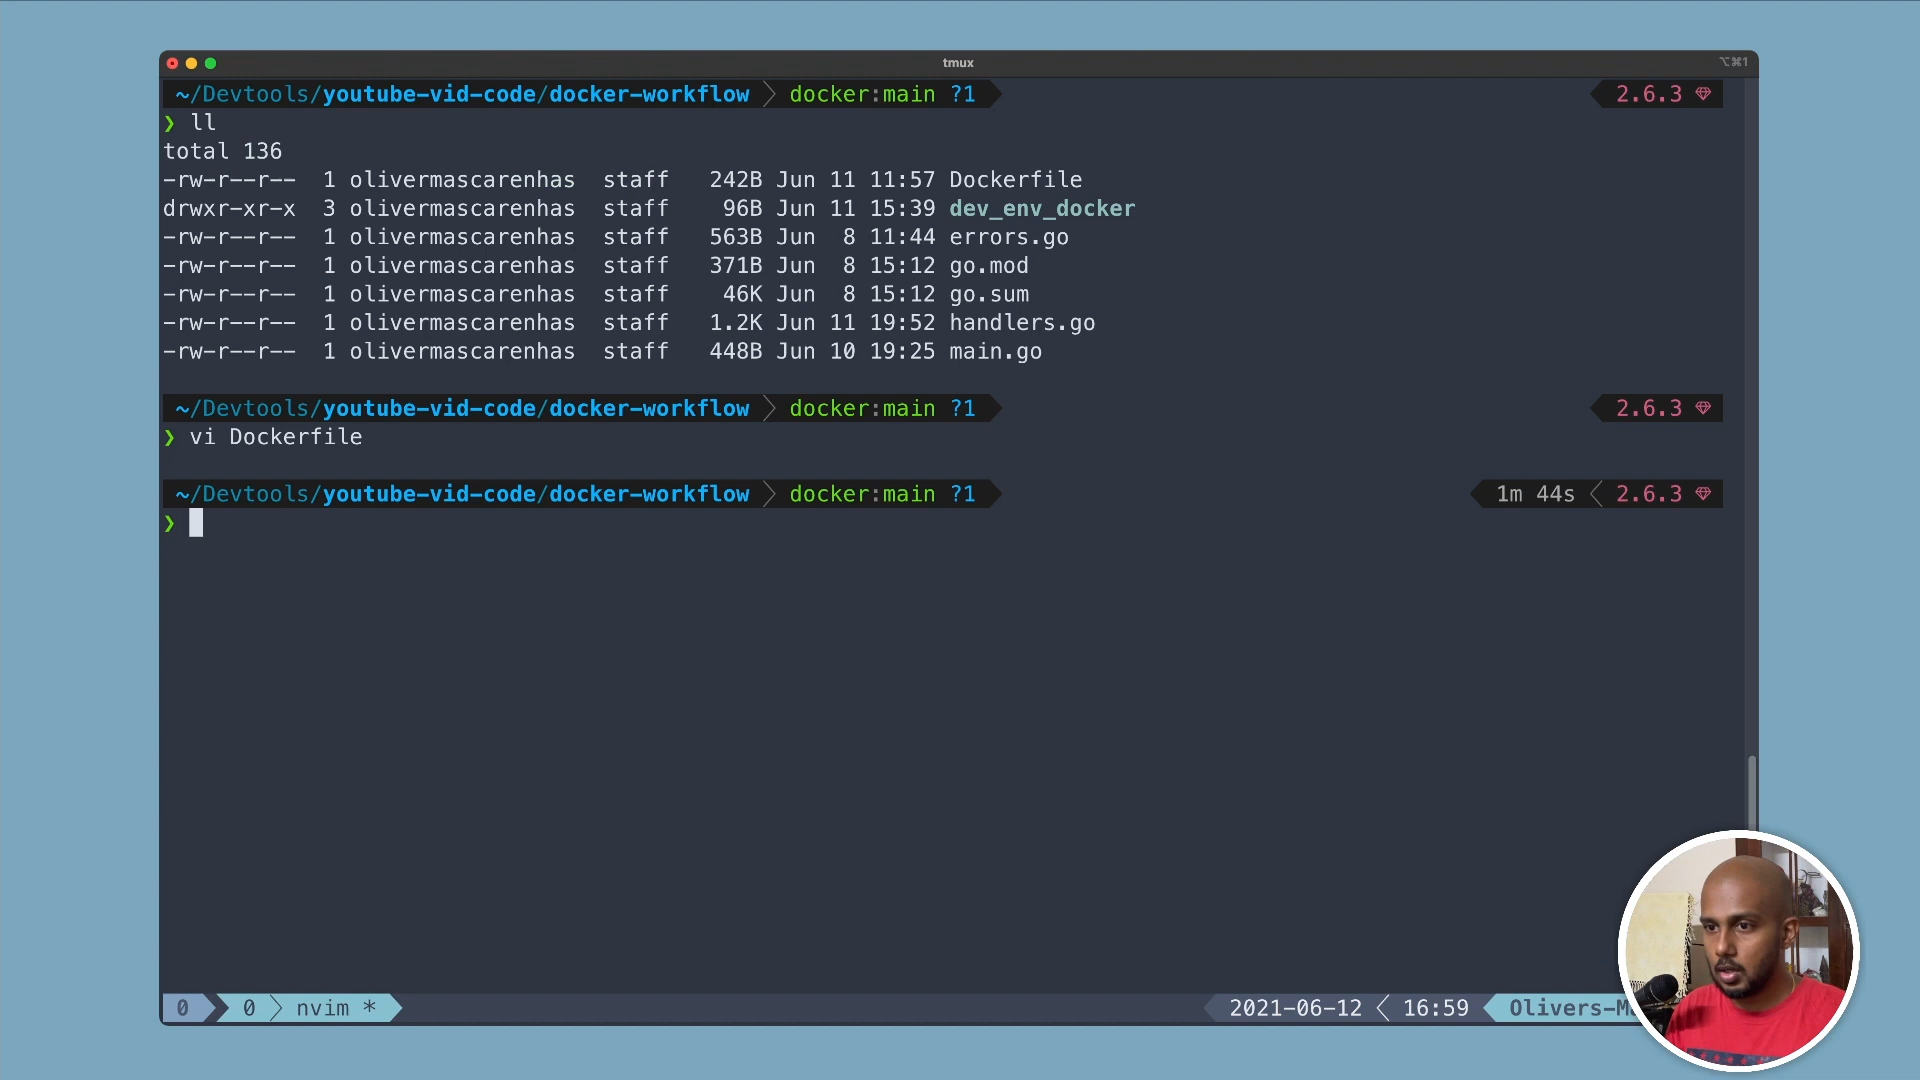 tmux
⌥⌘1
~/Devtools/youtube-vid-code/docker-workflow docker:main ?1 2.6.3
❯ ll
total 136
-rw-r--r-- 1 olivermascarenhas staff 242B Jun 11 11:57 Dockerfile
drwxr-xr-x 3 olivermascarenhas staff 96B Jun 11 15:39 dev_env_docker
-rw-r--r-- 1 olivermascarenhas staff 563B Jun 8 11:44 errors.go
-rw-r--r-- 1 olivermascarenhas staff 371B Jun 8 15:12 go.mod
-rw-r--r-- 1 olivermascarenhas staff 46K Jun 8 15:12 go.sum
-rw-r--r-- 1 olivermascarenhas staff 1.2K Jun 11 19:52 handlers.go
-rw-r--r-- 1 olivermascarenhas staff 448B Jun 10 19:25 main.go
~/Devtools/youtube-vid-code/docker-workflow docker:main ?1 2.6.3
❯ vi Dockerfile
~/Devtools/youtube-vid-code/docker-workflow docker:main ?1 1m 44s 2.6.3
❯
0 0 nvim * 2021-06-12 16:59